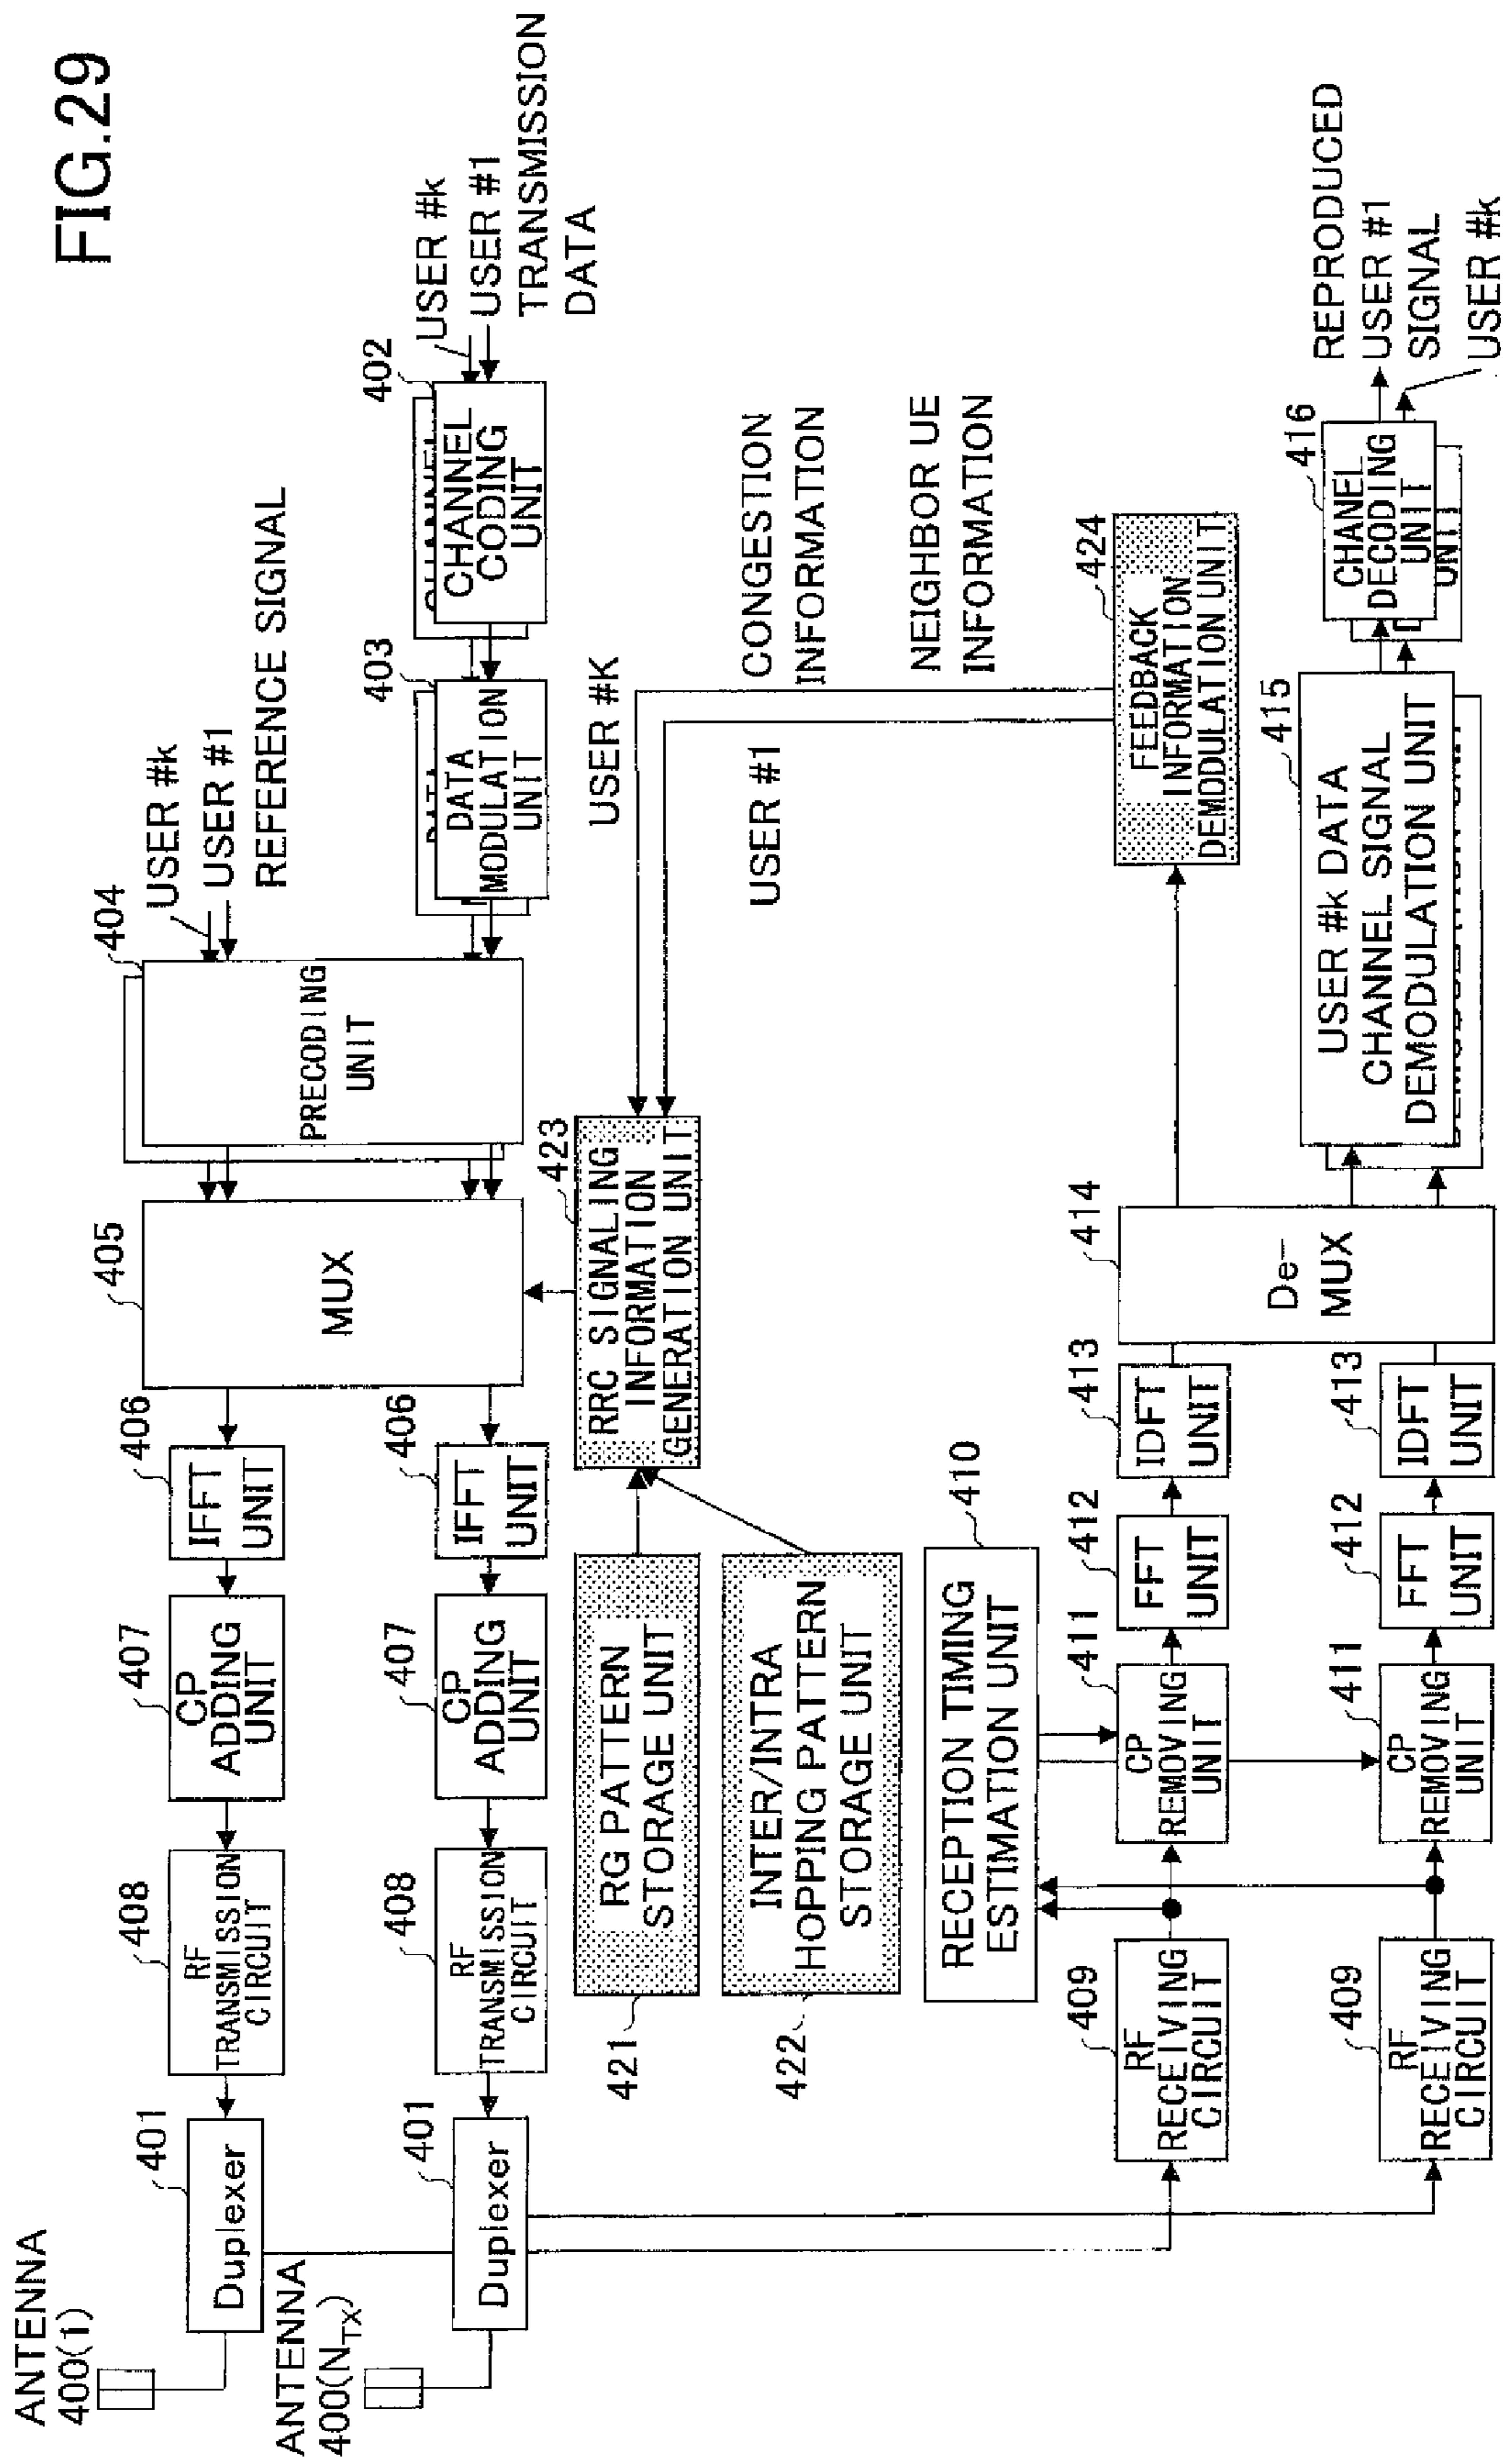 FIG.29
ANTENNA
400(1)
401
Duplexer
408
RF
TRANSMISSION
CIRCUIT
407
CP
ADDING
UNIT
406
IFFT
UNIT
405
MUX
404
PRECODING
UNIT
USER #k
USER #1
REFERENCE SIGNAL
ANTENNA
400(N_TX)
401
Duplexer
408
RF
TRANSMISSION
CIRCUIT
407
CP
ADDING
UNIT
406
IFFT
UNIT
403
DATA
MODULATION
UNIT
402
CHANNEL
CODING
UNIT
USER #k
USER #1
TRANSMISSION
DATA
421
RG PATTERN
STORAGE UNIT
423
RRC SIGNALING
INFORMATION
GENERATION UNIT
USER #K
USER #1
CONGESTION
INFORMATION
NEIGHBOR UE
INFORMATION
422
INTER/INTRA
HOPPING PATTERN
STORAGE UNIT
410
RECEPTION TIMING
ESTIMATION UNIT
424
FEEDBACK
INFORMATION
DEMODULATION UNIT
409
RF
RECEIVING
CIRCUIT
411
CP
REMOVING
UNIT
412
FFT
UNIT
413
IDFT
UNIT
414
De-
MUX
415
USER #k DATA
CHANNEL SIGNAL
DEMODULATION UNIT
416
CHANEL
DECODING
UNIT
UNIT
REPRODUCED
USER #1
SIGNAL
USER #k
409
RF
RECEIVING
CIRCUIT
411
CP
REMOVING
UNIT
412
FFT
UNIT
413
IDFT
UNIT